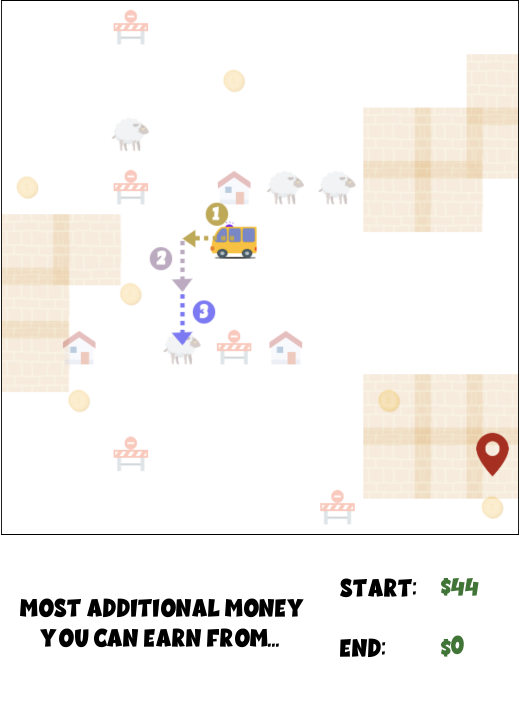 1
2
3
START: $44
MOST ADDITIONAL MONEY
YOU CAN EARN FROM...
END: $0